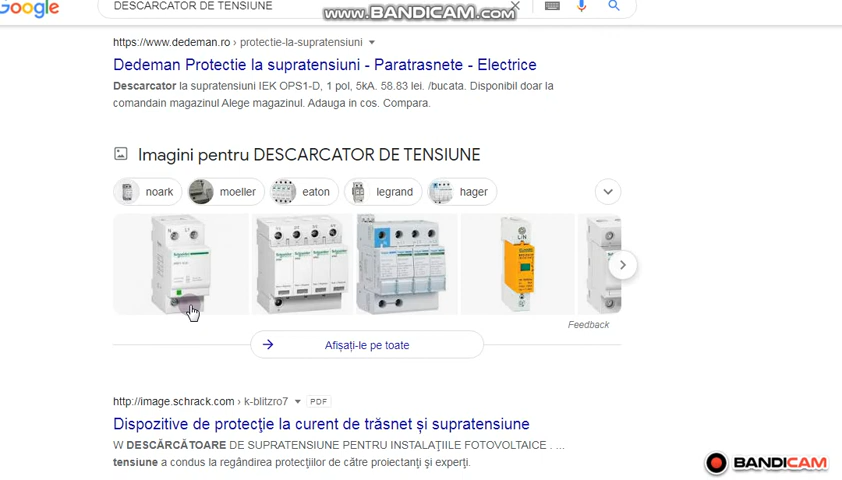 www.BANDICAM.com
Google
DESCARCATOR DE TENSIUNE
https://www.dedeman.ro › protectie-la-supratensiuni
Dedeman Protectie la supratensiuni - Paratrasnete - Electrice
Descarcator la supratensiuni IEK OPS1-D, 1 pol, 5kA. 58.83 lei. /bucata. Disponibil doar la
comandain magazinul Alege magazinul. Adauga in cos. Compara.
Imagini pentru DESCARCATOR DE TENSIUNE
noark
moeller
eaton
legrand
hager
N L1
L/N
Feedback
Afișați-le pe toate
http://image.schrack.com › k-blitzro7 PDF
Dispozitive de protecţie la curent de trăsnet și supratensiune
W DESCĂRCĂTOARE DE SUPRATENSIUNE PENTRU INSTALAŢIILE FOTOVOLTAICE . ...
tensiune a condus la regândirea protecţiilor de către proiectanţi şi experţi.
BANDICAM